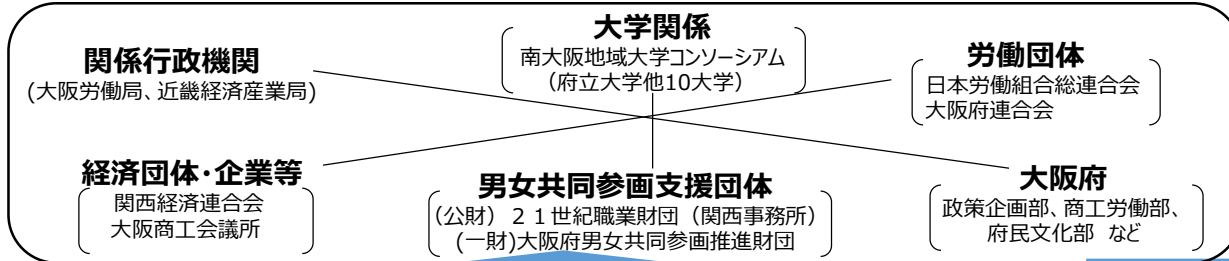 大学関係
南大阪地域大学コンソーシアム
（府立大学他10大学）
関係行政機関
(大阪労働局、近畿経済産業局)
労働団体
日本労働組合総連合会
大阪府連合会
経済団体・企業等
関西経済連合会
大阪商工会議所
男女共同参画支援団体
(公財）２１世紀職業財団（関西事務所）
(一財)大阪府男女共同参画推進財団
大阪府
政策企画部、商工労働部、
府民文化部 など